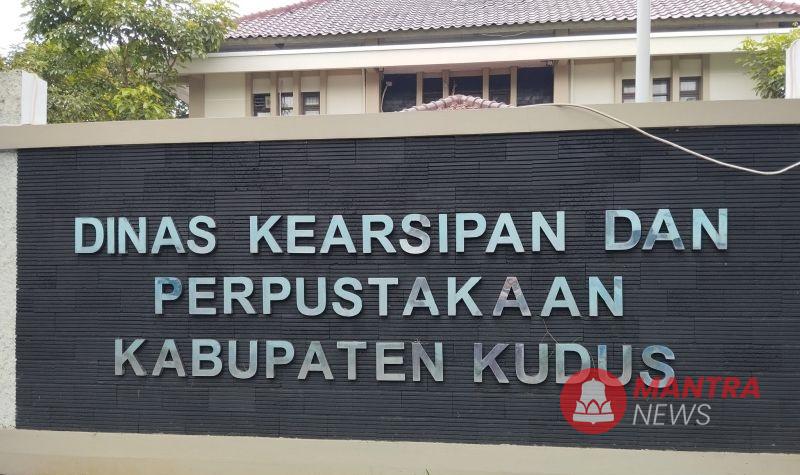 DINAS KEARSIPAN DAN
PERPUSTAKAAN
KABUPATEN KUDUS
MANTRA
NEWS